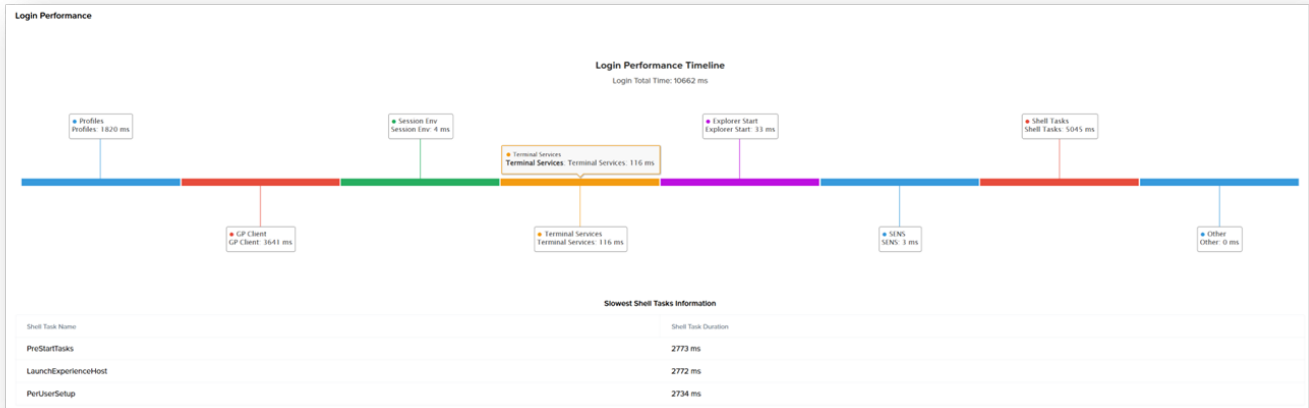 Login Performance
Login Performance Timeline
Login Total Time: 10662 ms
Profiles
Profiles: 1820 ms
Session Env
Session Env: 4 ms
Explorer Start
Explorer Start: 33 ms
Shell Tasks
Shell Tasks: 5045 ms
Terminal Services
Terminal Services: Terminal Services: 116 ms
GP Client
GP Client: 3641 ms
Terminal Services
Terminal Services: 116 ms
SENS
SENS: 3 ms
Other
Other: 0 ms
Slowest Shell Tasks Information
Shell Task Name Shell Task Duration
PreStartTasks 2773 ms
LaunchExperienceHost 2772 ms
PerUserSetup 2734 ms